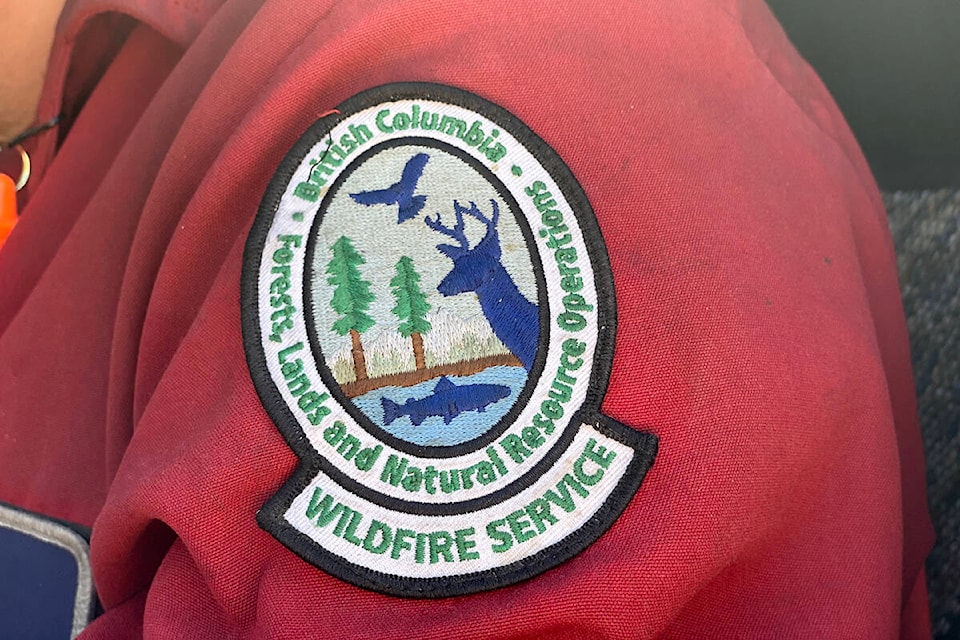 British Columbia
Forests, Lands and Natural Resource Operations
WILDFIRE SERVICE